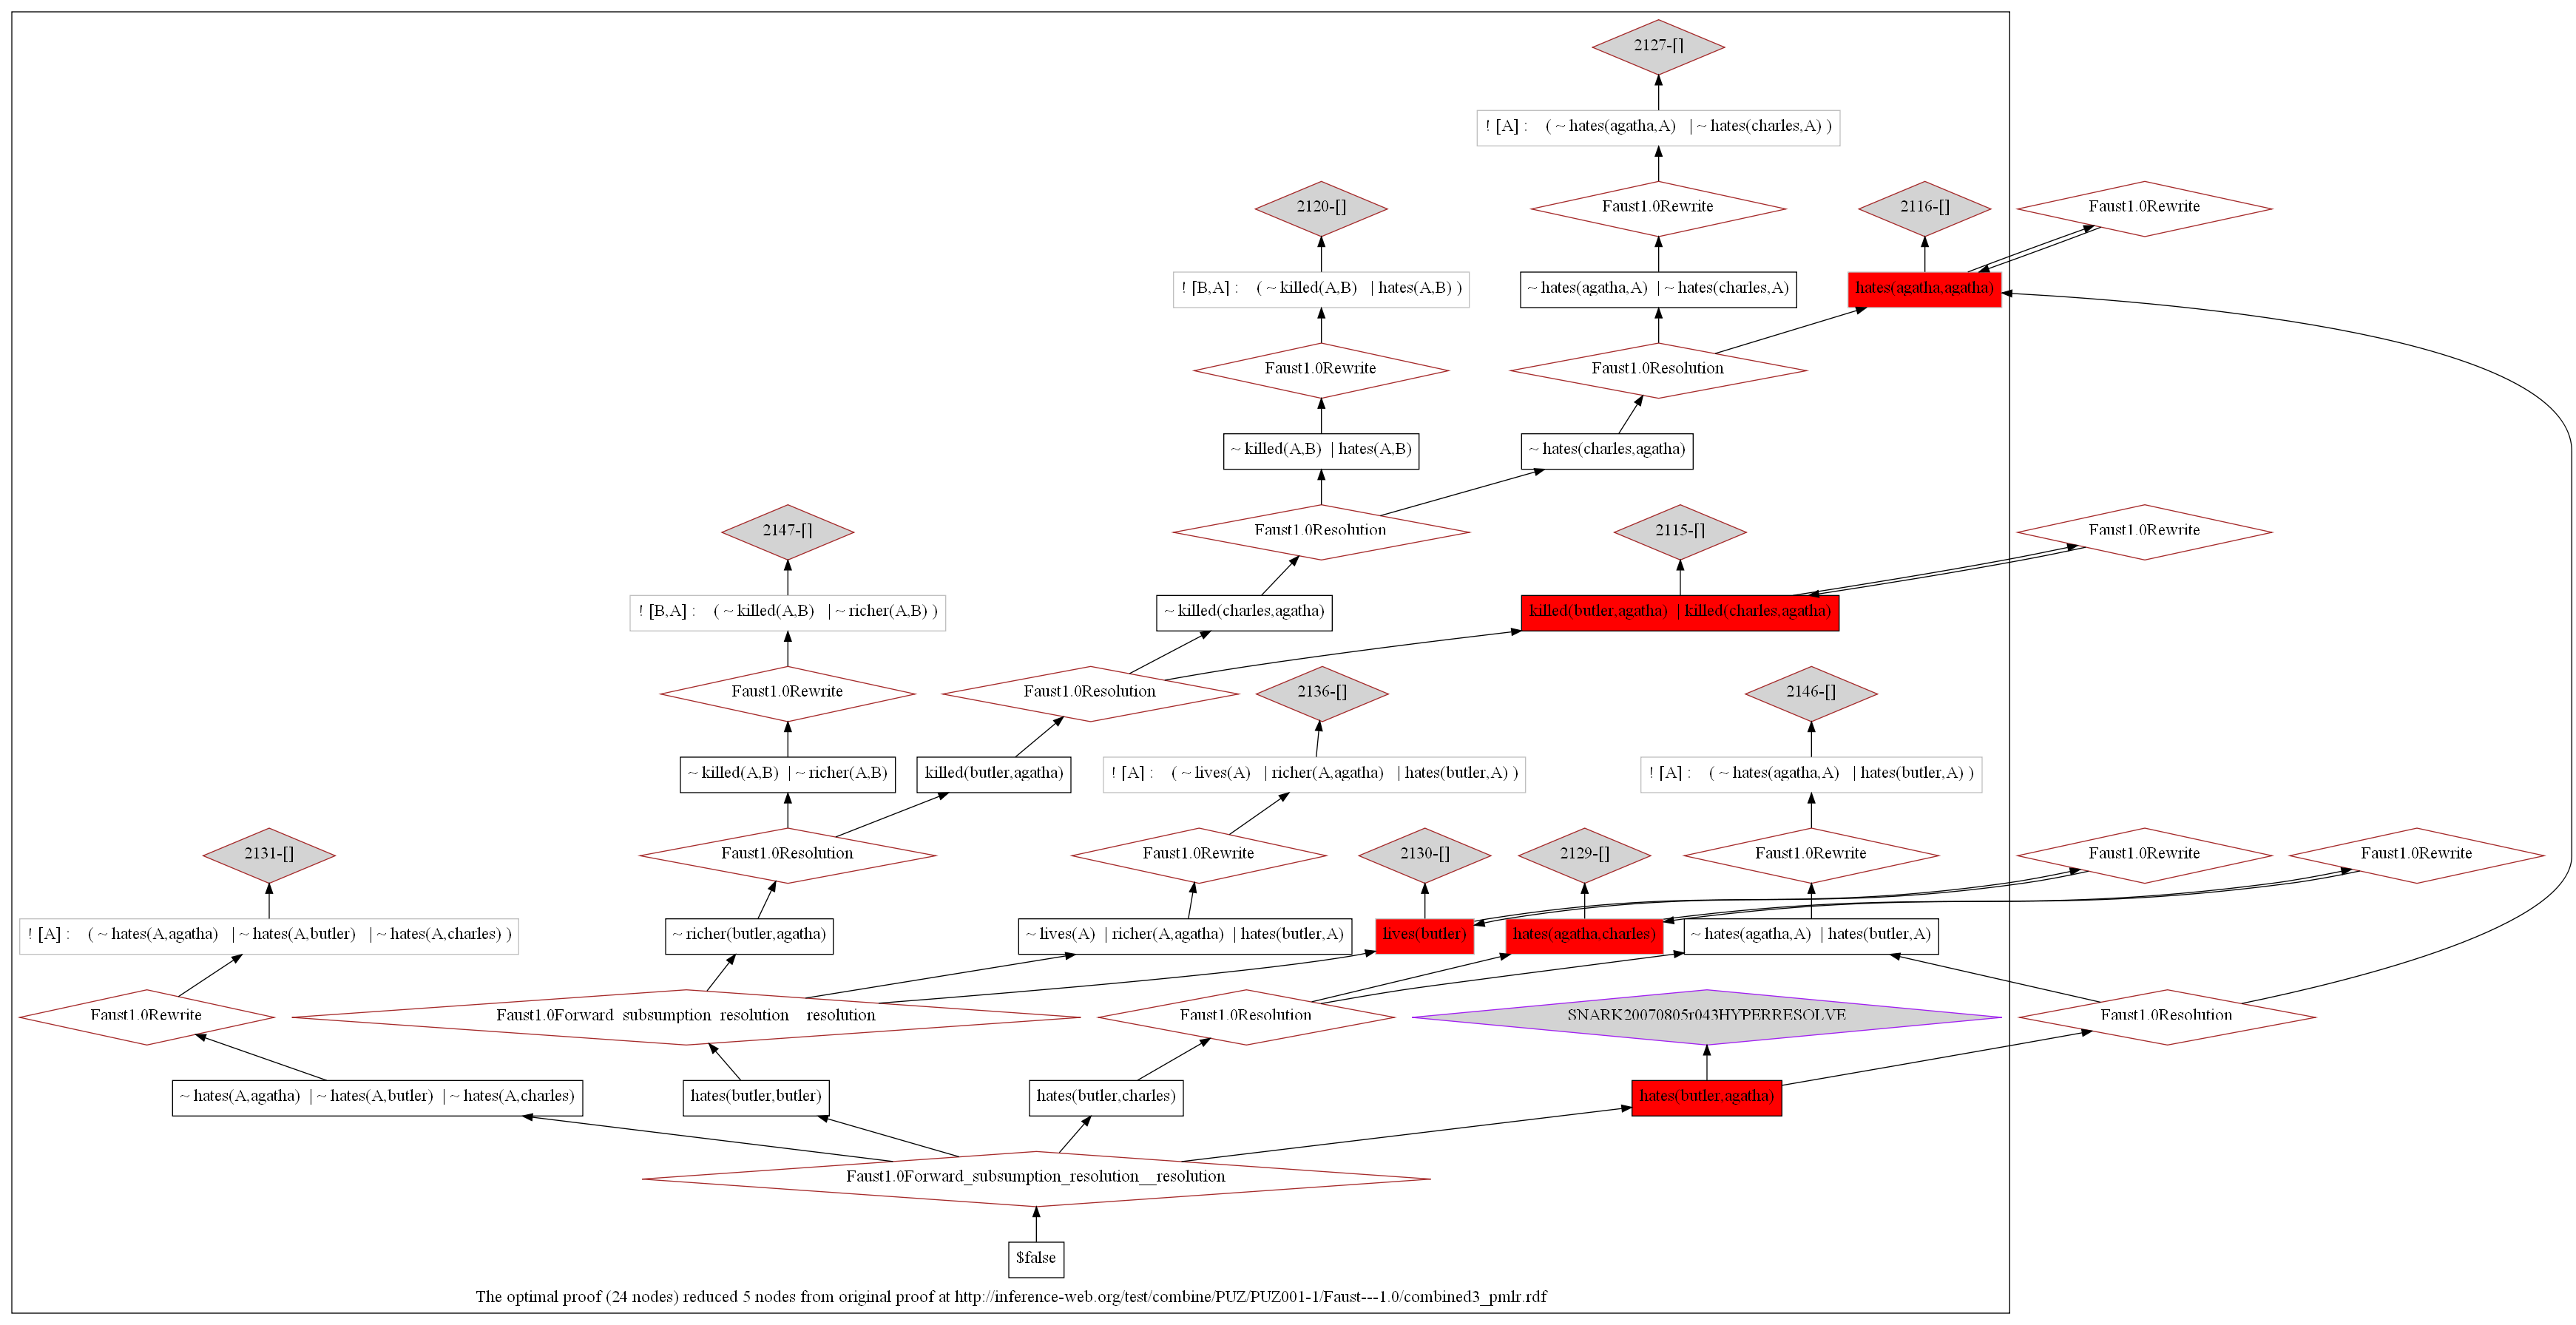 2127-[]
! [A] : ( ~ hates(agatha,A) | ~ hates(charles,A) )
2120-[]
Faust1.0Rewrite
2116-[]
Faust1.0Rewrite
! [B,A] : ( ~ killed(A,B) | hates(A,B) )
~ hates(agatha,A) | ~ hates(charles,A)
hates(agatha,agatha)
Faust1.0Rewrite
Faust1.0Resolution
~ killed(A,B) | hates(A,B)
~ hates(charles,agatha)
2147-[]
Faust1.0Resolution
2115-[]
Faust1.0Rewrite
! [B,A] : ( ~ killed(A,B) | ~ richer(A,B) )
~ killed(charles,agatha)
killed(butler,agatha) | killed(charles,agatha)
Faust1.0Rewrite
Faust1.0Resolution
2136-[]
2146-[]
~ killed(A,B) | ~ richer(A,B)
killed(butler,agatha)
! [A] : ( ~ lives(A) | richer(A,agatha) | hates(butler,A) )
! [A] : ( ~ hates(agatha,A) | hates(butler,A) )
2131-[]
Faust1.0Resolution
Faust1.0Rewrite
2130-[]
2129-[]
Faust1.0Rewrite
Faust1.0Rewrite
Faust1.0Rewrite
! [A] : ( ~ hates(A,agatha) | ~ hates(A,butler) | ~ hates(A,charles) )
~ richer(butler,agatha)
~ lives(A) | richer(A,agatha) | hates(butler,A)
lives(butler)
hates(agatha,charles)
~ hates(agatha,A) | hates(butler,A)
Faust1.0Rewrite
Faust1.0Forward_subsumption_resolution__resolution
Faust1.0Resolution
SNARK20070805r043HYPERRESOLVE
Faust1.0Resolution
~ hates(A,agatha) | ~ hates(A,butler) | ~ hates(A,charles)
hates(butler,butler)
hates(butler,charles)
hates(butler,agatha)
Faust1.0Forward_subsumption_resolution__resolution
$false
The optimal proof (24 nodes) reduced 5 nodes from original proof at http://inference-web.org/test/combine/PUZ/PUZ001-1/Faust---1.0/combined3_pmlr.rdf